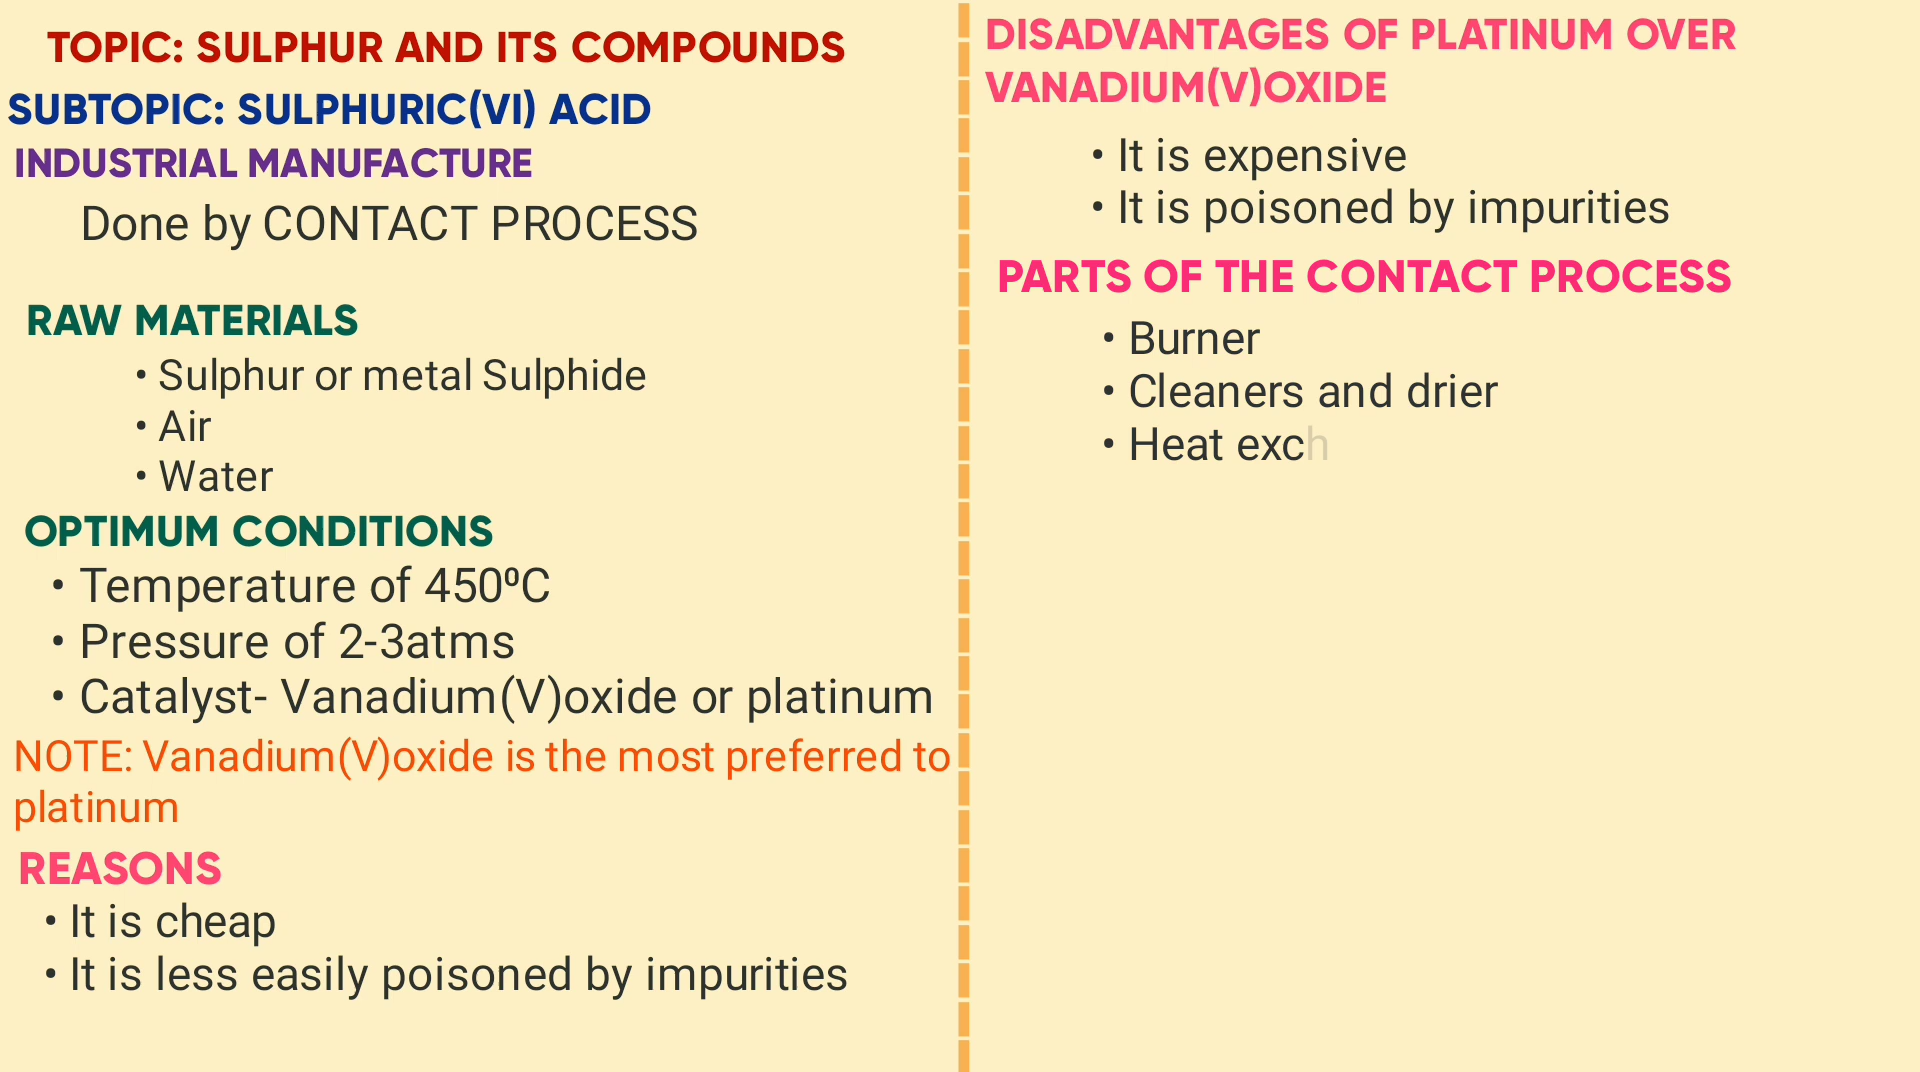 TOPIC: SULPHUR AND ITS COMPOUNDS
SUBTOPIC: SULPHURIC(VI) ACID
INDUSTRIAL MANUFACTURE
Done by CONTACT PROCESS
RAW MATERIALS
• Sulphur or metal Sulphide
• Air
• Water
OPTIMUM CONDITIONS
• Temperature of 450⁰C
• Pressure of 2-3atms
• Catalyst- Vanadium(V)oxide or platinum
NOTE: Vanadium(V)oxide is the most preferred to
platinum
REASONS
• It is cheap
• It is less easily poisoned by impurities
DISADVANTAGES OF PLATINUM OVER
VANADIUM(V)OXIDE
• It is expensive
• It is poisoned by impurities
PARTS OF THE CONTACT PROCESS
• Burner
• Cleaners and drier
• Heat exch